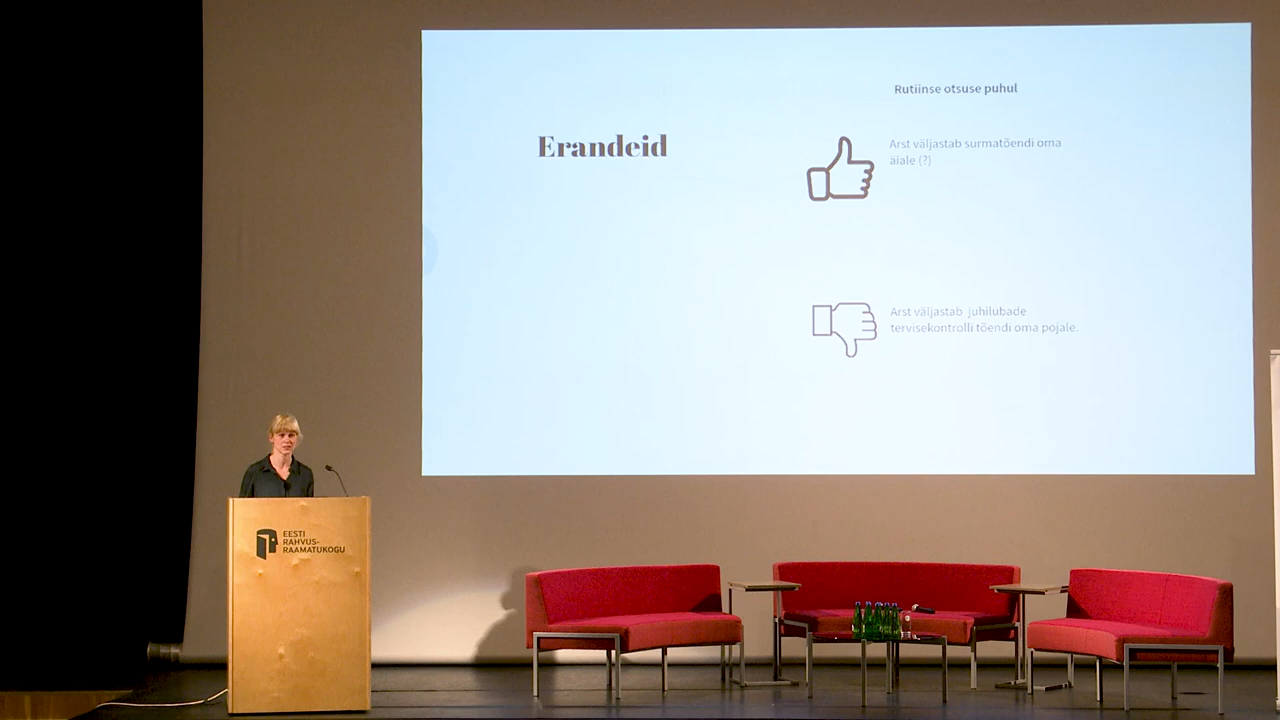 Rutiinse otsuse puhul
Erandeid
Arst väljastab surmatõendi oma
äiale (?)
Arst väljastab juhilubade
tervisekontrolli tõendi oma pojale.
EESTI
RAHVUS-
RAAMATUKOGU